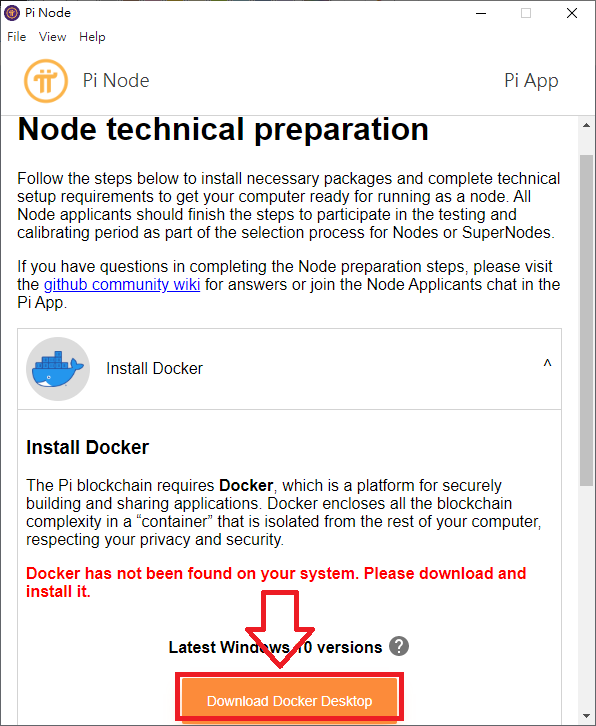 Pi Node
File View Help
Pi Node
Pi App
Node technical preparation
Follow the steps below to install necessary packages and complete technical
setup requirements to get your computer ready for running as a node. All
Node applicants should finish the steps to participate in the testing and
calibrating period as part of the selection process for Nodes or SuperNodes.
If you have questions in completing the Node preparation steps, please visit
the github community wiki for answers or join the Node Applicants chat in the
Pi App.
Install Docker
Install Docker
The Pi blockchain requires Docker, which is a platform for securely
building and sharing applications. Docker encloses all the blockchain
complexity in a “container” that is isolated from the rest of your computer,
respecting your privacy and security.
Docker has not been found on your system. Please download and
install it.
Latest Windows 10 versions ?
Download Docker Desktop